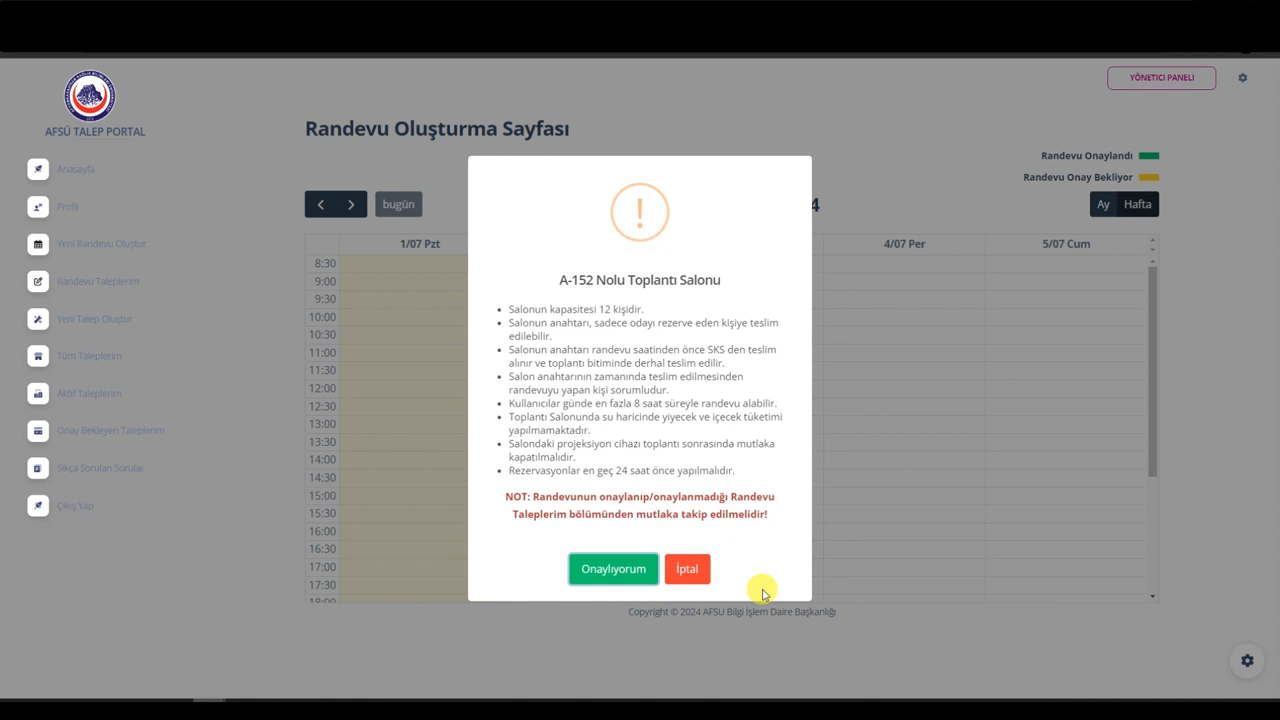 YÖNETICI PANELI
AFSÜ TALEP PORTAL
Anasayfa
Profil
Yeni Randevu Oluştur
Randevu Taleplerim
Yeni Talep Oluştur
Tüm Taleplerim
Aktif Taleplerim
Onay Bekleyen Taleplerim
Sıkça Sorulan Sorular
Çıkış Yap
Randevu Oluşturma Sayfası
Randevu Onaylandı
Randevu Onay Bekliyor
bugün
4
Ay Hafta
1/07 Pzt
4/07 Per
5/07 Cum
8:30
9:00
9:30
10:00
10:30
11:00
11:30
12:00
12:30
13:00
13:30
14:00
14:30
15:00
15:30
16:00
16:30
17:00
17:30
18:00
!
A-152 Nolu Toplantı Salonu
• Salonun kapasitesi 12 kişidir.
• Salonun anahtarı, sadece odayı rezerve eden kişiye teslim
edilebilir.
• Salonun anahtarı randevu saatinden önce SKS den teslim
alınır ve toplantı bitiminde derhal teslim edilir.
• Salon anahtarının zamanında teslim edilmesinden
randevuyu yapan kişi sorumludur.
• Kullanıcılar günde en fazla 8 saat süreyle randevu alabilir.
• Toplantı Salonunda su haricinde yiyecek ve içecek tüketimi
yapılmamaktadır.
• Salondaki projeksiyon cihazı toplantı sonrasında mutlaka
kapatılmalıdır.
• Rezervasyonlar en geç 24 saat önce yapılmalıdır.
NOT: Randevunun onaylanıp/onaylanmadığı Randevu
Taleplerim bölümünden mutlaka takip edilmelidir!
Onaylıyorum
İptal
Copyright © 2024 AFSU Bilgi İşlem Daire Başkanlığı